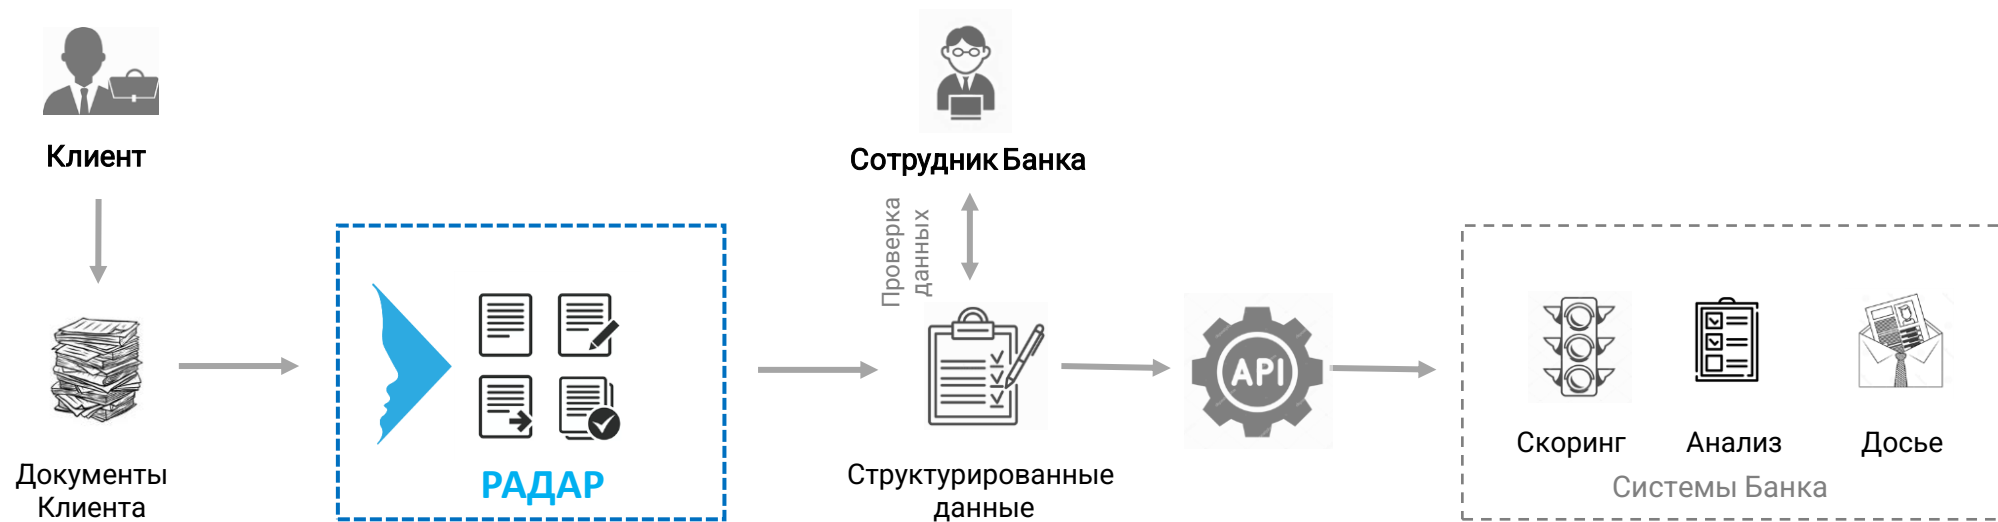 Клиент
Документы
Клиента
РАДАР
Сотрудник Банка
Проверка
данных
Структурированные
данные
API
Скоринг
Анализ
Досье
Системы Банка